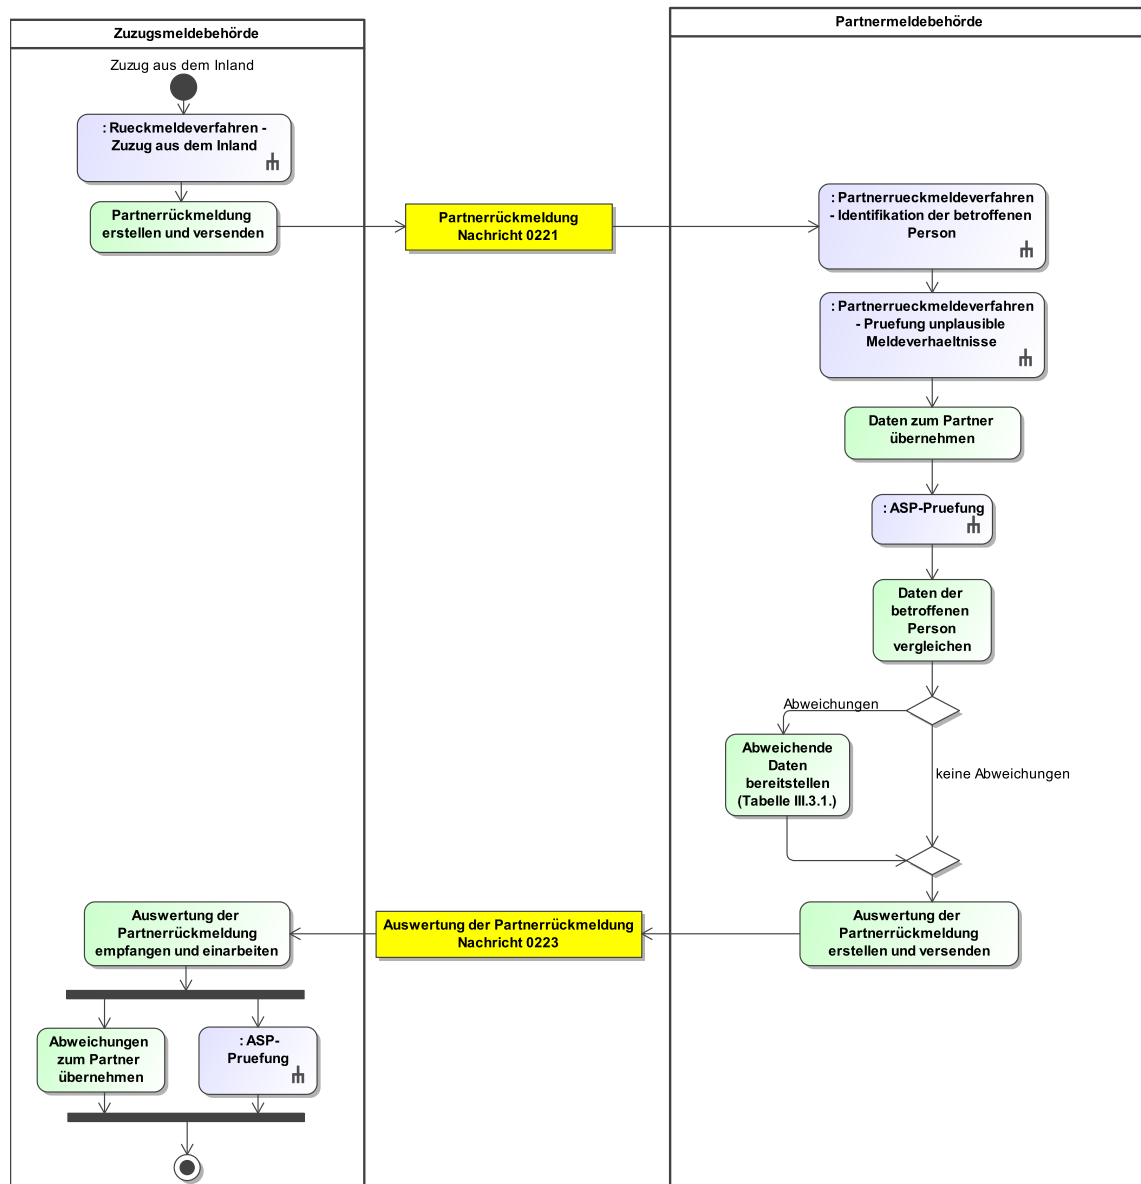 Zuzugsmeldebehörde
Partnermeldebehörde
Zuzug aus dem Inland
: Rueckmeldeverfahren -
Zuzug aus dem Inland
Partnerrückmeldung
erstellen und versenden
Partnerrückmeldung
Nachricht 0221
: Partnerrueckmeldeverfahren
- Identifikation der betroffenen
Person
: Partnerrueckmeldeverfahren
- Pruefung unplausible
Meldeverhaeltnisse
Daten zum Partner
übernehmen
: ASP-Pruefung
Daten der
betroffenen
Person
vergleichen
Abweichungen
Abweichende
Daten
bereitstellen
(Tabelle III.3.1.)
keine Abweichungen
Auswertung der
Partnerrückmeldung
erstellen und versenden
Auswertung der Partnerrückmeldung
Nachricht 0223
Auswertung der
Partnerrückmeldung
empfangen und einarbeiten
Abweichungen
zum Partner
übernehmen
: ASP-
Pruefung